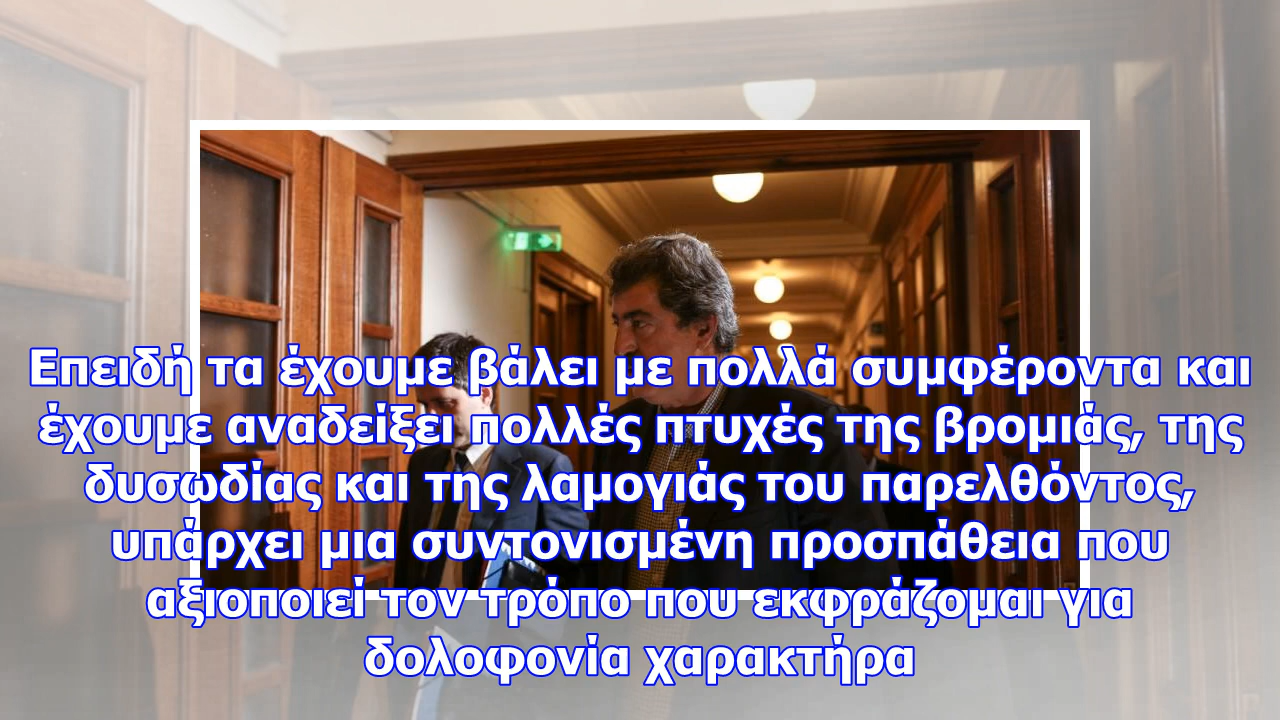 Επειδή τα έχουμε βάλει με πολλά συμφέροντα και
έχουμε αναδείξει πολλές πτυχές της βρομιάς, της
δυσωδίας και της λαμογιάς του παρελθόντος,
υπάρχει μια συντονισμένη προσπάθεια που
αξιοποιεί τον τρόπο που εκφράζομαι για
δολοφονία χαρακτήρα